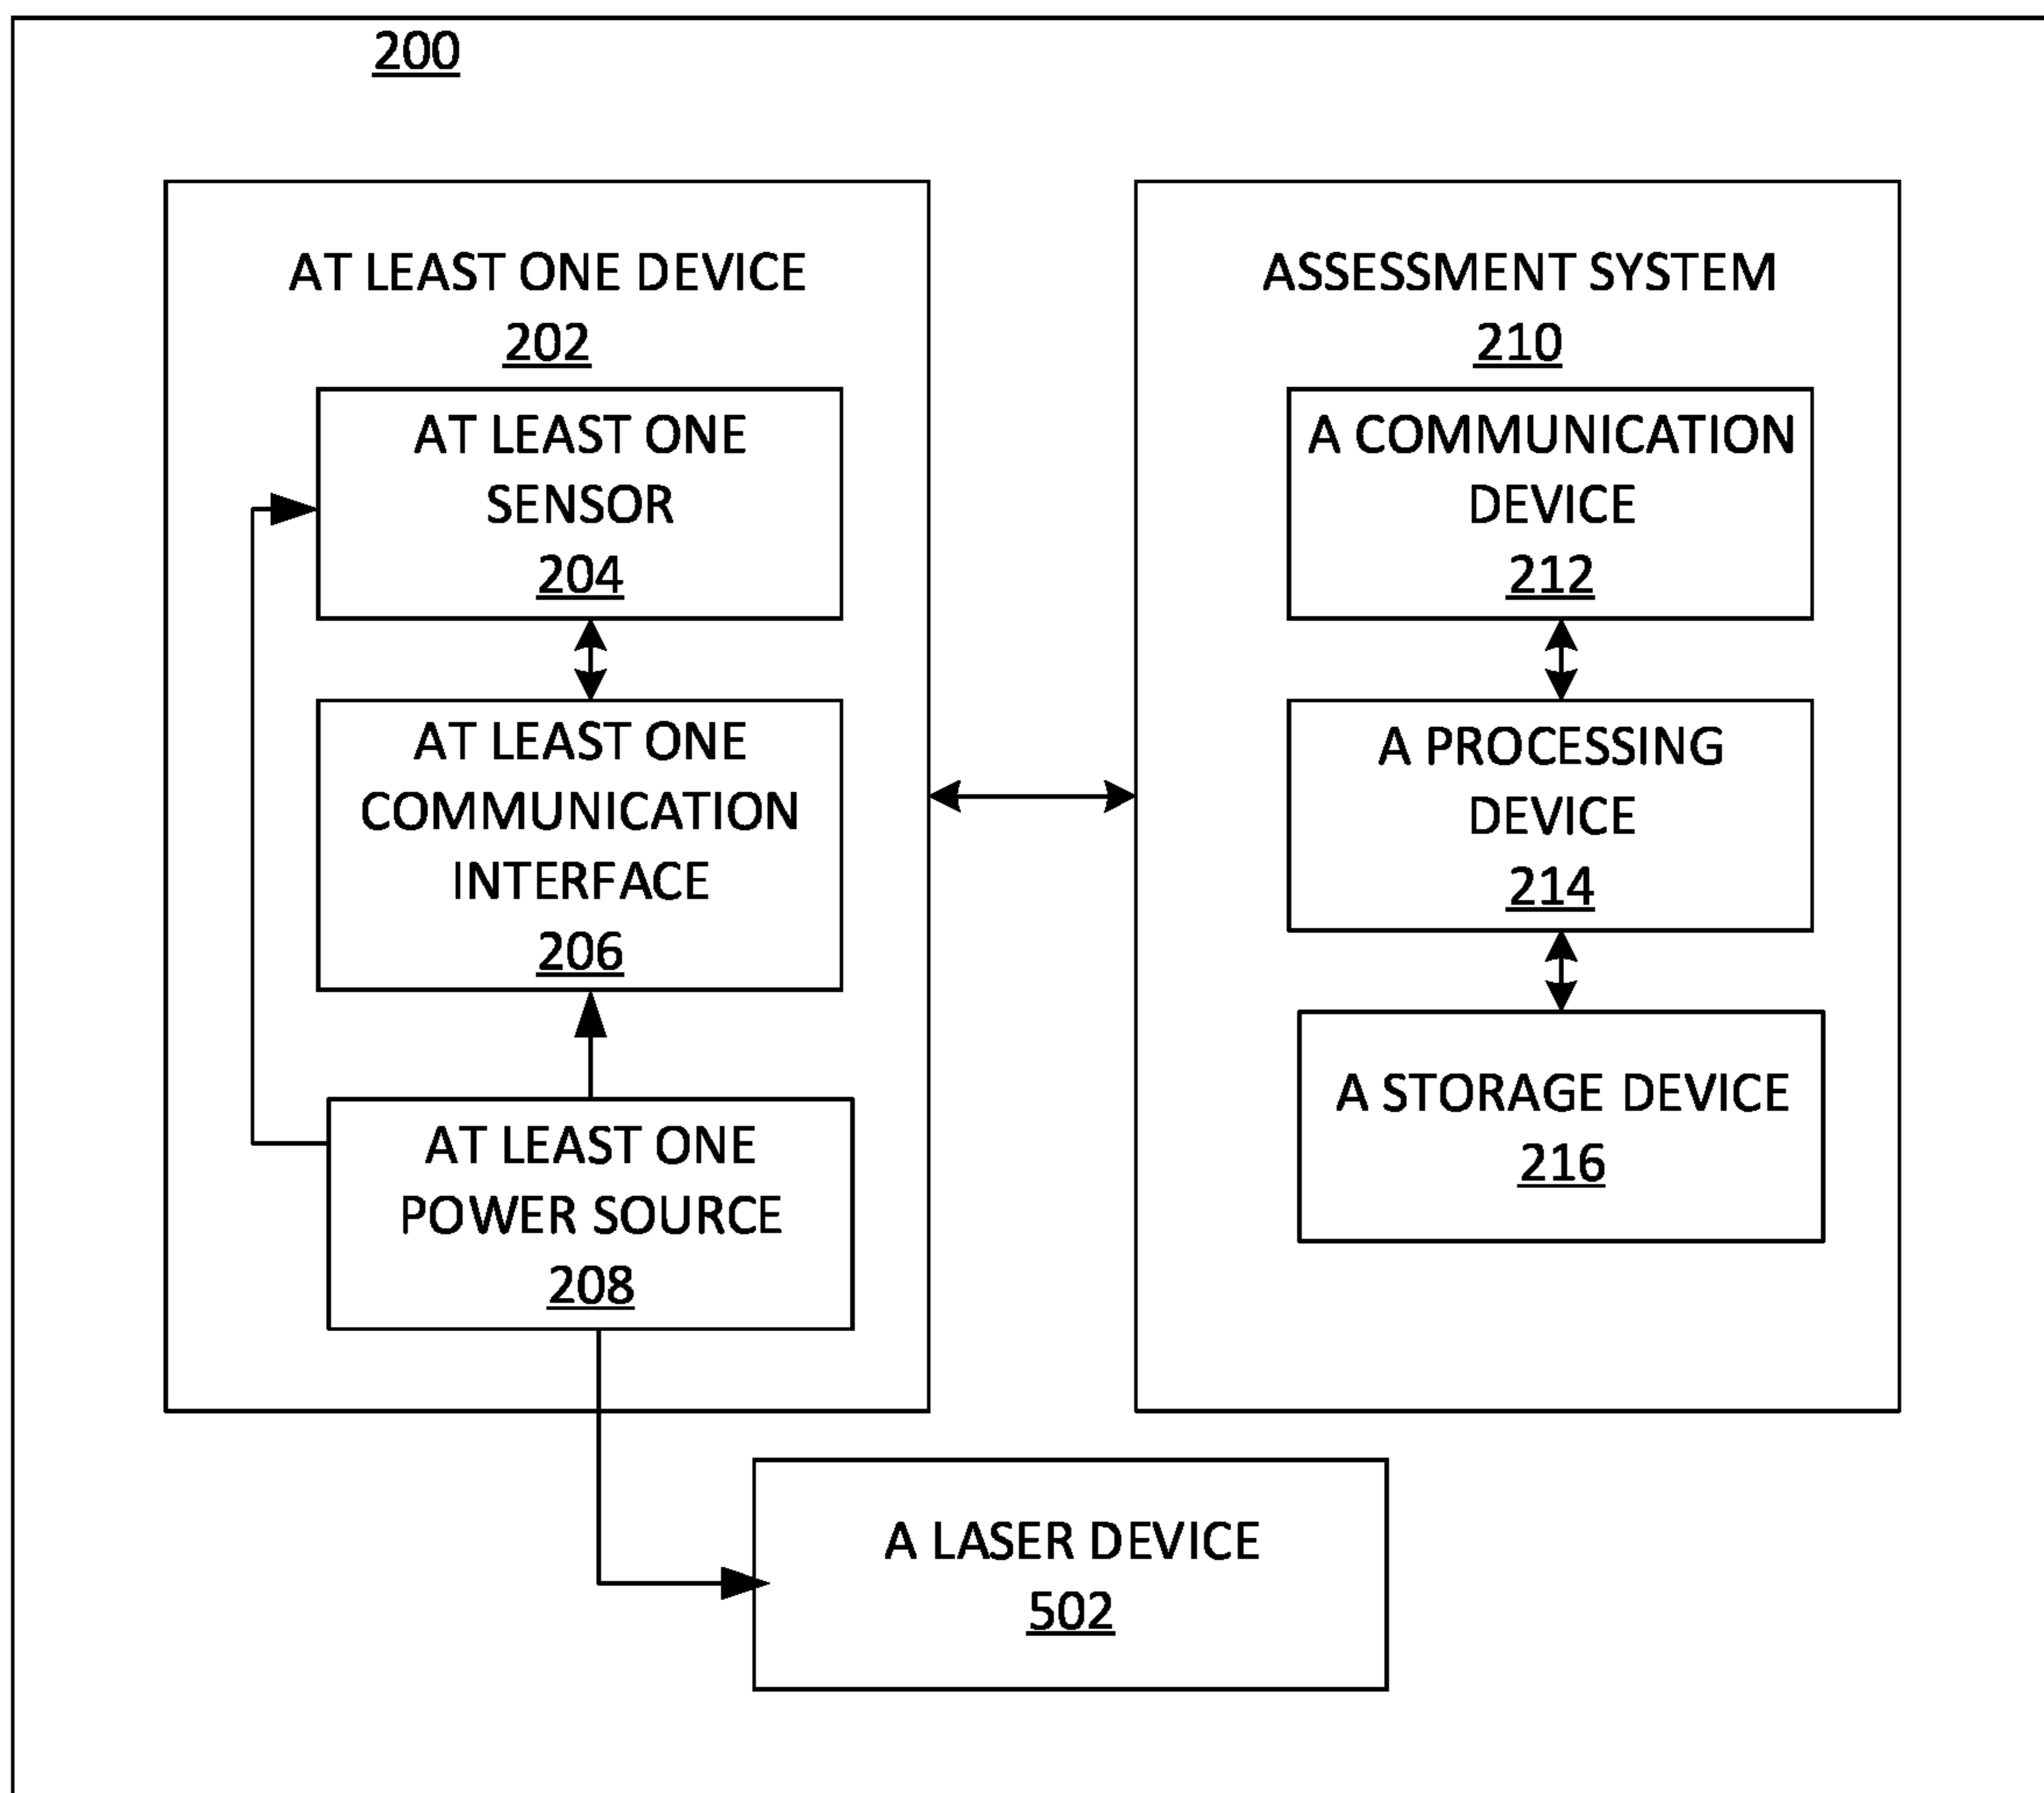 200
AT LEAST ONE DEVICE
202
AT LEAST ONE
SENSOR
204
AT LEAST ONE
COMMUNICATION
INTERFACE
206
AT LEAST ONE
POWER SOURCE
208
ASSESSMENT SYSTEM
210
A COMMUNICATION
DEVICE
212
A PROCESSING
DEVICE
214
A STORAGE DEVICE
216
A LASER DEVICE
502